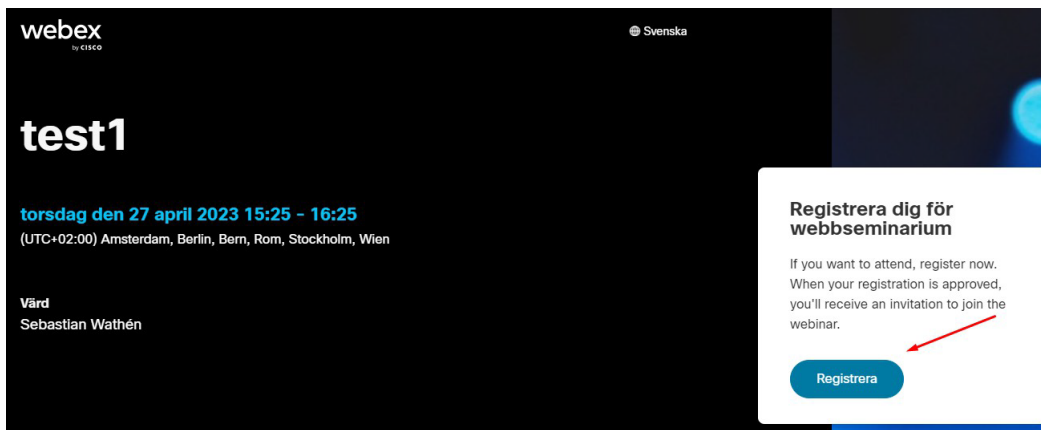 webex
by CISCO
Svenska
test1
torsdag den 27 april 2023 15:25 - 16:25
(UTC+02:00) Amsterdam, Berlin, Bern, Rom, Stockholm, Wien
Värd
Sebastian Wathén
Registrera dig för
webbseminarium
If you want to attend, register now.
When your registration is approved,
you'll receive an invitation to join the
webinar.
Registrera